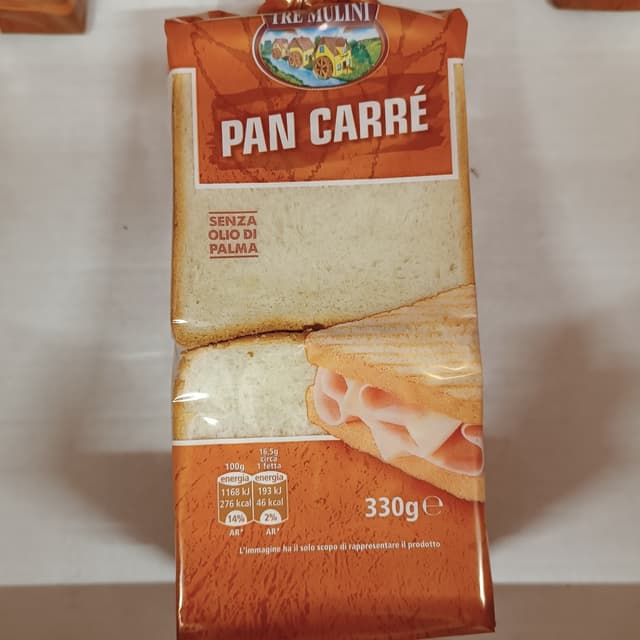 TRE MULINI
PAN CARRÉ
SENZA
OLIO DI
PALMA
100g
energia
1168 kJ
276 kcal
14%
AR*
16,5g
circa
1 fetta
energia
193 kJ
46 kcal
2%
AR*
330g e
L'immagine ha il solo scopo di rappresentare il prodotto